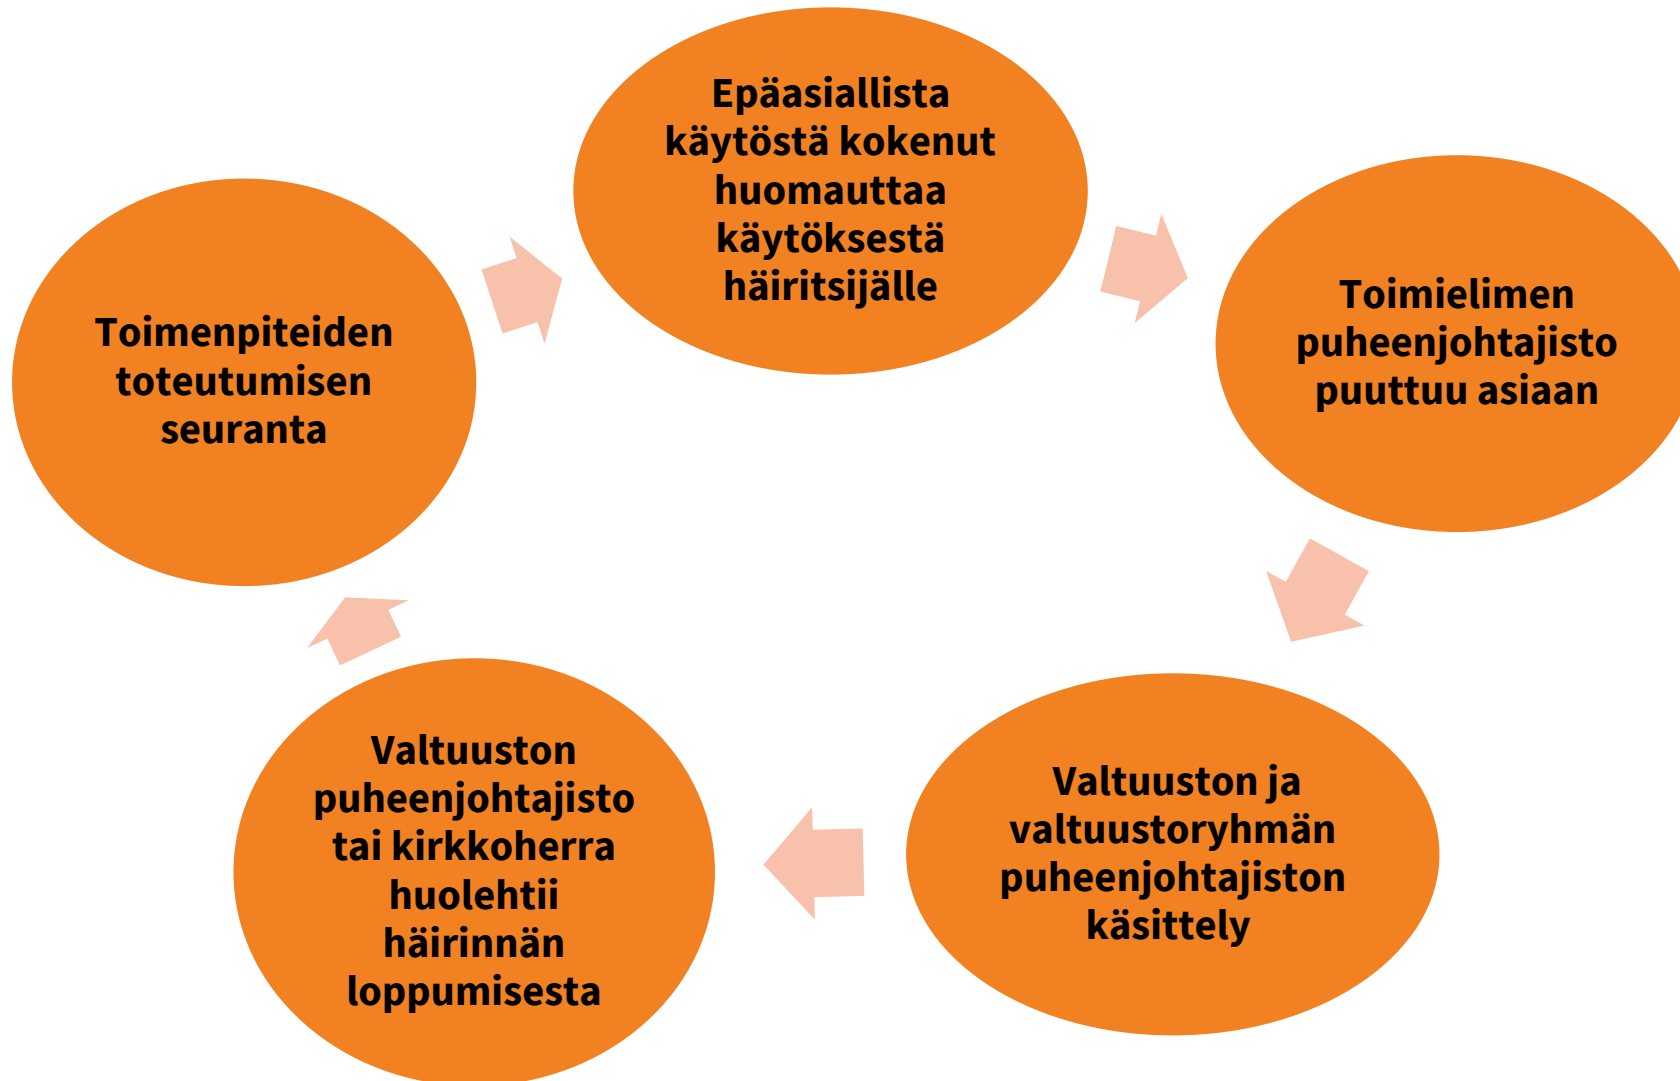 Epäasiallista
käytöstä kokenut
huomauttaa
käytöksestä
häiritsijälle
Toimielimen
puheenjohtajisto
puuttuu asiaan
Valtuuston ja
valtuustoryhmän
puheenjohtajiston
käsittely
Valtuuston
puheenjohtajisto
tai kirkkoherra
huolehtii
häirinnän
loppumisesta
Toimenpiteiden
toteutumisen
seuranta